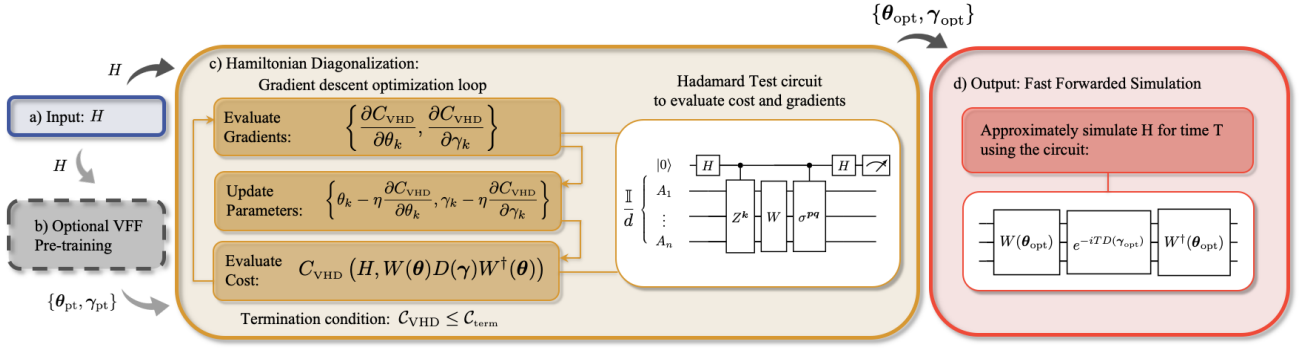 a) Input: H
H
H
b) Optional VFF
Pre-training
{θ_pt, γ_pt}
c) Hamiltonian Diagonalization:
Gradient descent optimization loop
Evaluate
Gradients:
{∂C_VHD/∂θ_k, ∂C_VHD/∂γ_k}
Update
Parameters:
{θ_k − η ∂C_VHD/∂θ_k, γ_k − η ∂C_VHD/∂γ_k}
Evaluate
Cost:
C_VHD (H, W(θ)D(γ)W†(θ))
Termination condition: C_VHD ≤ C_term
Hadamard Test circuit
to evaluate cost and gradients
|0⟩ H H
𝕀/d
A_1
⋮
A_n
Z^k W σ^pq
{θ_opt, γ_opt}
d) Output: Fast Forwarded Simulation
Approximately simulate H for time T
using the circuit:
W(θ_opt) e^{−iTD(γ_opt)} W†(θ_opt)